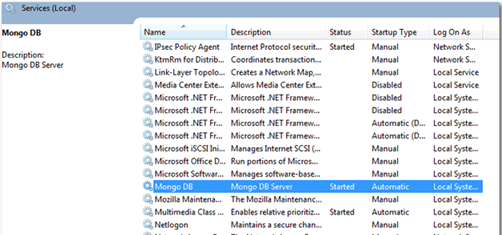 Services (Local)
Mongo DB
Description:
Mongo DB Server
Name Description Status Startup Type Log On As
IPsec Policy Agent Internet Protocol securit... Started Manual Network S...
KtmRm for Distrib... Coordinates transaction... Manual Network S...
Link-Layer Topolo... Creates a Network Map, ... Manual Local Service
Media Center Exte... Allows Media Center Ext... Disabled Local Service
Microsoft .NET Fr... Microsoft .NET Framew... Disabled Local Syste...
Microsoft .NET Fr... Microsoft .NET Framew... Disabled Local Syste...
Microsoft .NET Fr... Microsoft .NET Framew... Automatic (D... Local Syste...
Microsoft .NET Fr... Microsoft .NET Framew... Automatic (D... Local Syste...
Microsoft iSCSI Ini... Manages Internet SCSI (... Manual Local Syste...
Microsoft Office D... Run portions of Micros... Manual Local Syste...
Microsoft Softwar... Manages software-base... Manual Local Syste...
Mongo DB Mongo DB Server Started Automatic Local Syste...
Mozilla Maintenan... The Mozilla Maintenanc... Manual Local Syste...
Multimedia Class ... Enables relative prioritiz... Started Automatic Local Syste...
Netlogon Maintains a secure chan... Manual Local Syste...